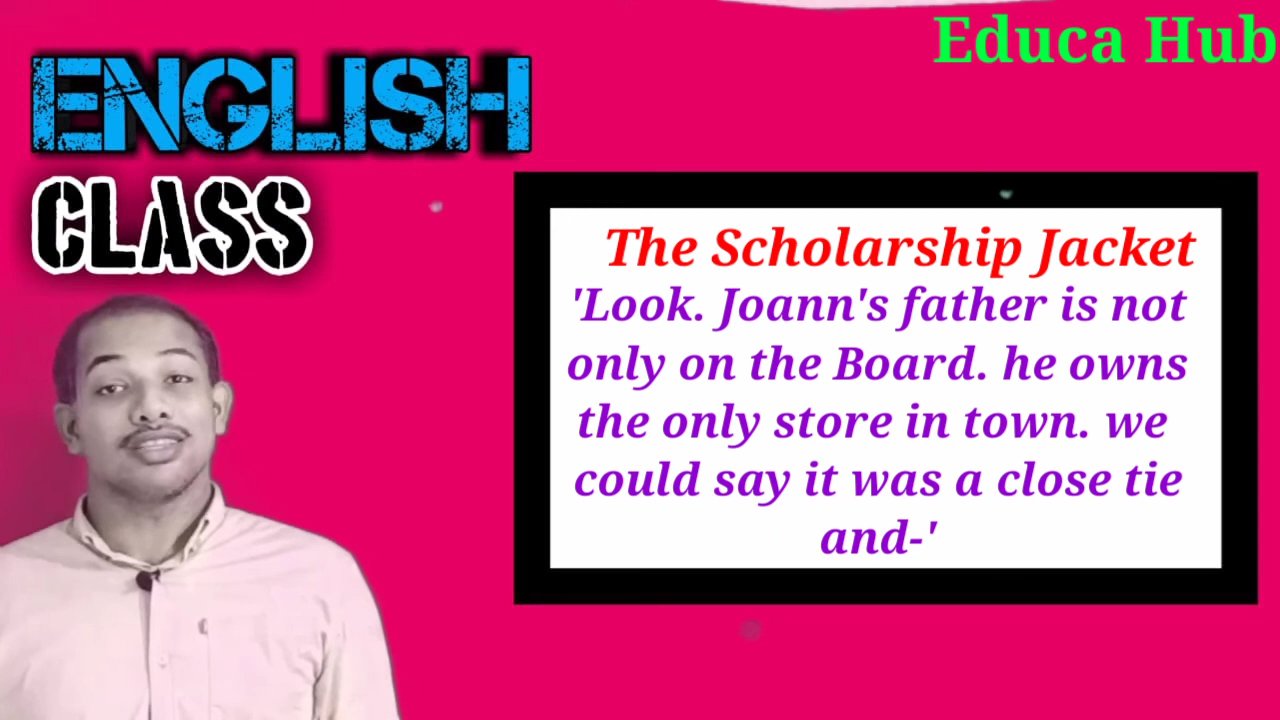 Educa Hub
ENGLISH
CLASS
The Scholarship Jacket
'Look. Joann's father is not
only on the Board. he owns
the only store in town. we
could say it was a close tie
and-'